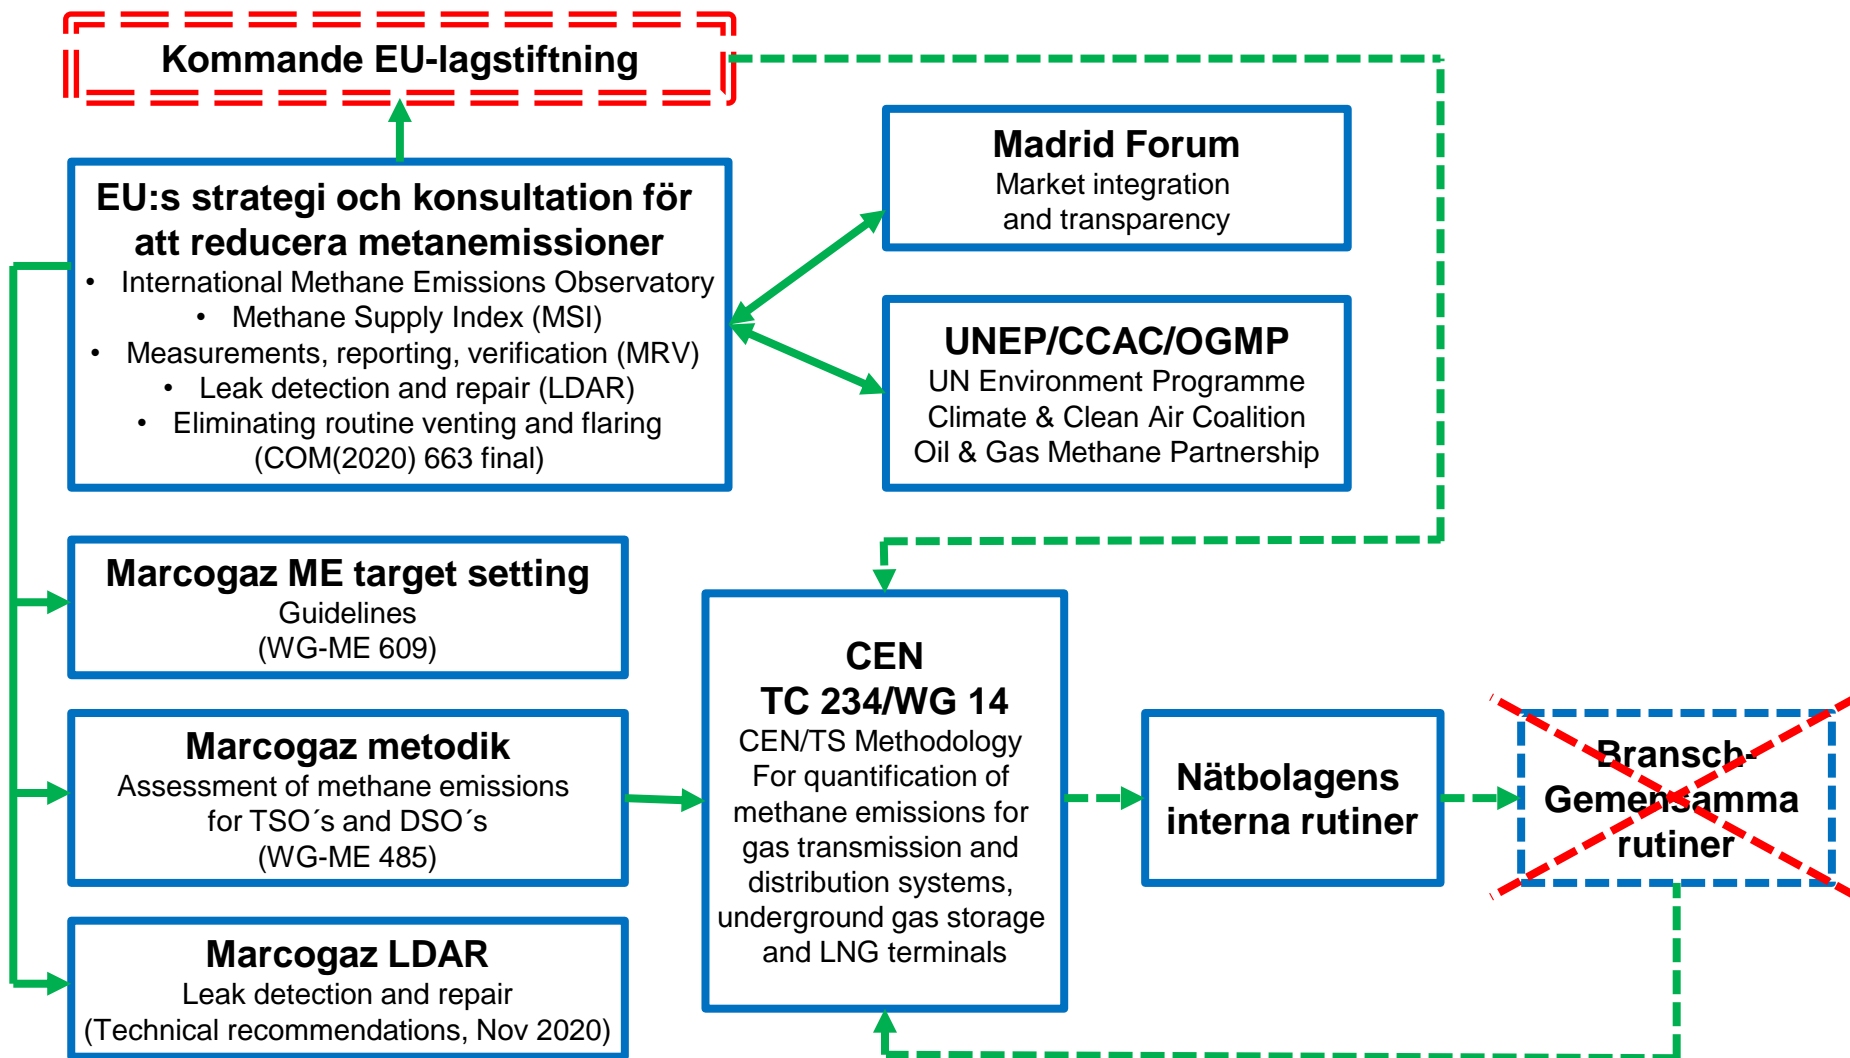 Kommande EU-lagstiftning
EU:s strategi och konsultation för
att reducera metanemissioner
• International Methane Emissions Observatory
• Methane Supply Index (MSI)
• Measurements, reporting, verification (MRV)
• Leak detection and repair (LDAR)
• Eliminating routine venting and flaring
(COM(2020) 663 final)
Madrid Forum
Market integration
and transparency
UNEP/CCAC/OGMP
UN Environment Programme
Climate & Clean Air Coalition
Oil & Gas Methane Partnership
Marcogaz ME target setting
Guidelines
(WG-ME 609)
Marcogaz metodik
Assessment of methane emissions
for TSO´s and DSO´s
(WG-ME 485)
Marcogaz LDAR
Leak detection and repair
(Technical recommendations, Nov 2020)
CEN
TC 234/WG 14
CEN/TS Methodology
For quantification of
methane emissions for
gas transmission and
distribution systems,
underground gas storage
and LNG terminals
Nätbolagens
interna rutiner
Bransch-
Gemensamma
rutiner